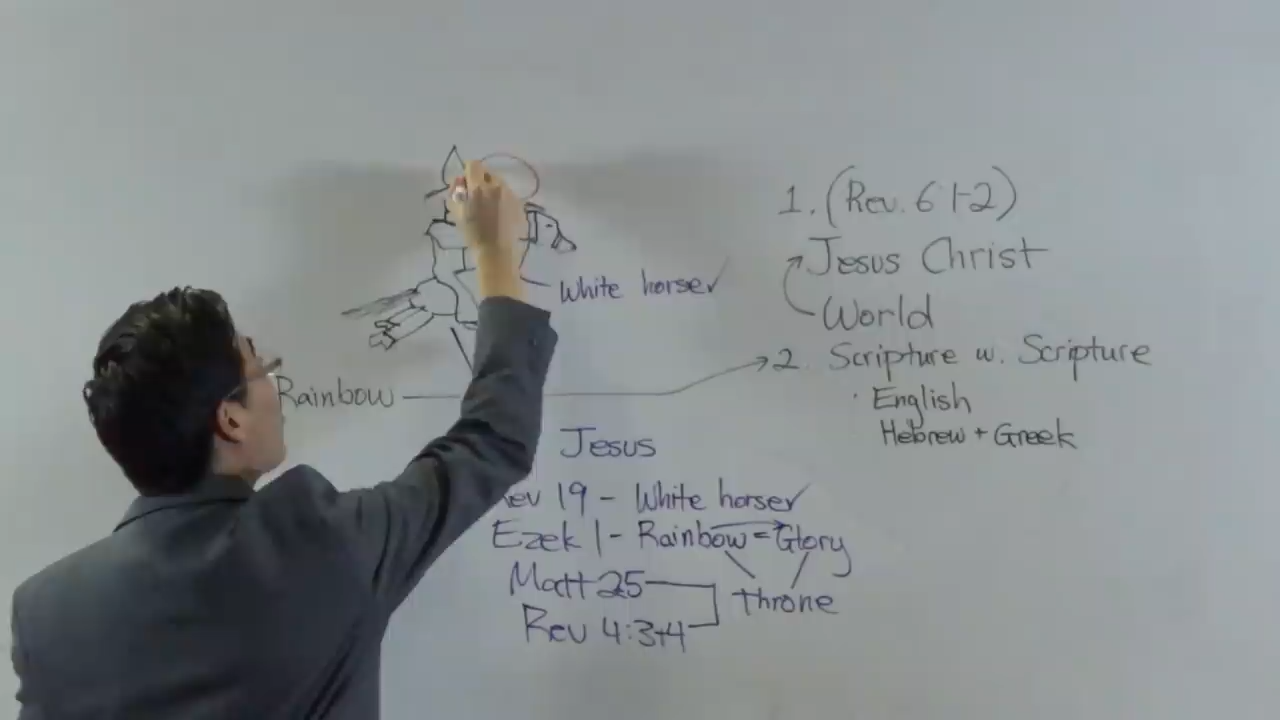 1. (Rev. 6 1-2)
Jesus Christ
White horse✓
World
2. Scripture w. Scripture
Rainbow
· English
Hebrew + Greek
Jesus
Rev 19 - White horse✓
Ezek 1 - Rainbow = Glory
Matt 25
Throne
Rev 4:3+4